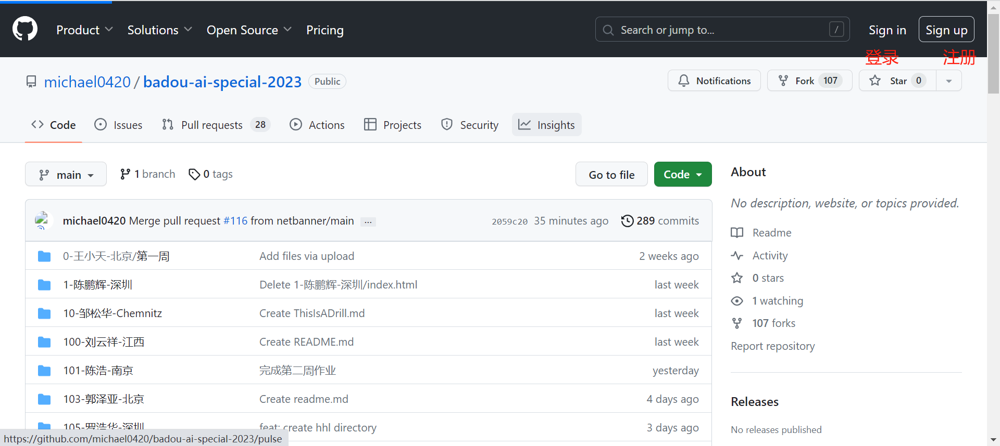 Product Solutions Open Source Pricing Search or jump to... / Sign in Sign up
登录 注册
michael0420 / badou-ai-special-2023 Public Notifications Fork 107 Star 0
Code Issues Pull requests 28 Actions Projects Security Insights
main 1 branch 0 tags Go to file Code
michael0420 Merge pull request #116 from netbanner/main ... 2059c20 35 minutes ago 289 commits
0-王小天-北京/第一周 Add files via upload 2 weeks ago
1-陈鹏辉-深圳 Delete 1-陈鹏辉-深圳/index.html last week
10-邹松华-Chemnitz Create ThisIsADrill.md last week
100-刘云祥-江西 Create README.md last week
101-陈浩-南京 完成第二周作业 yesterday
103-郭泽亚-北京 Create readme.md 4 days ago
105-罗浩华-深圳 feat: create hhl directory 3 days ago
https://github.com/michael0420/badou-ai-special-2023/pulse
About
No description, website, or topics provided.
Readme
Activity
0 stars
1 watching
107 forks
Report repository
Releases
No releases published